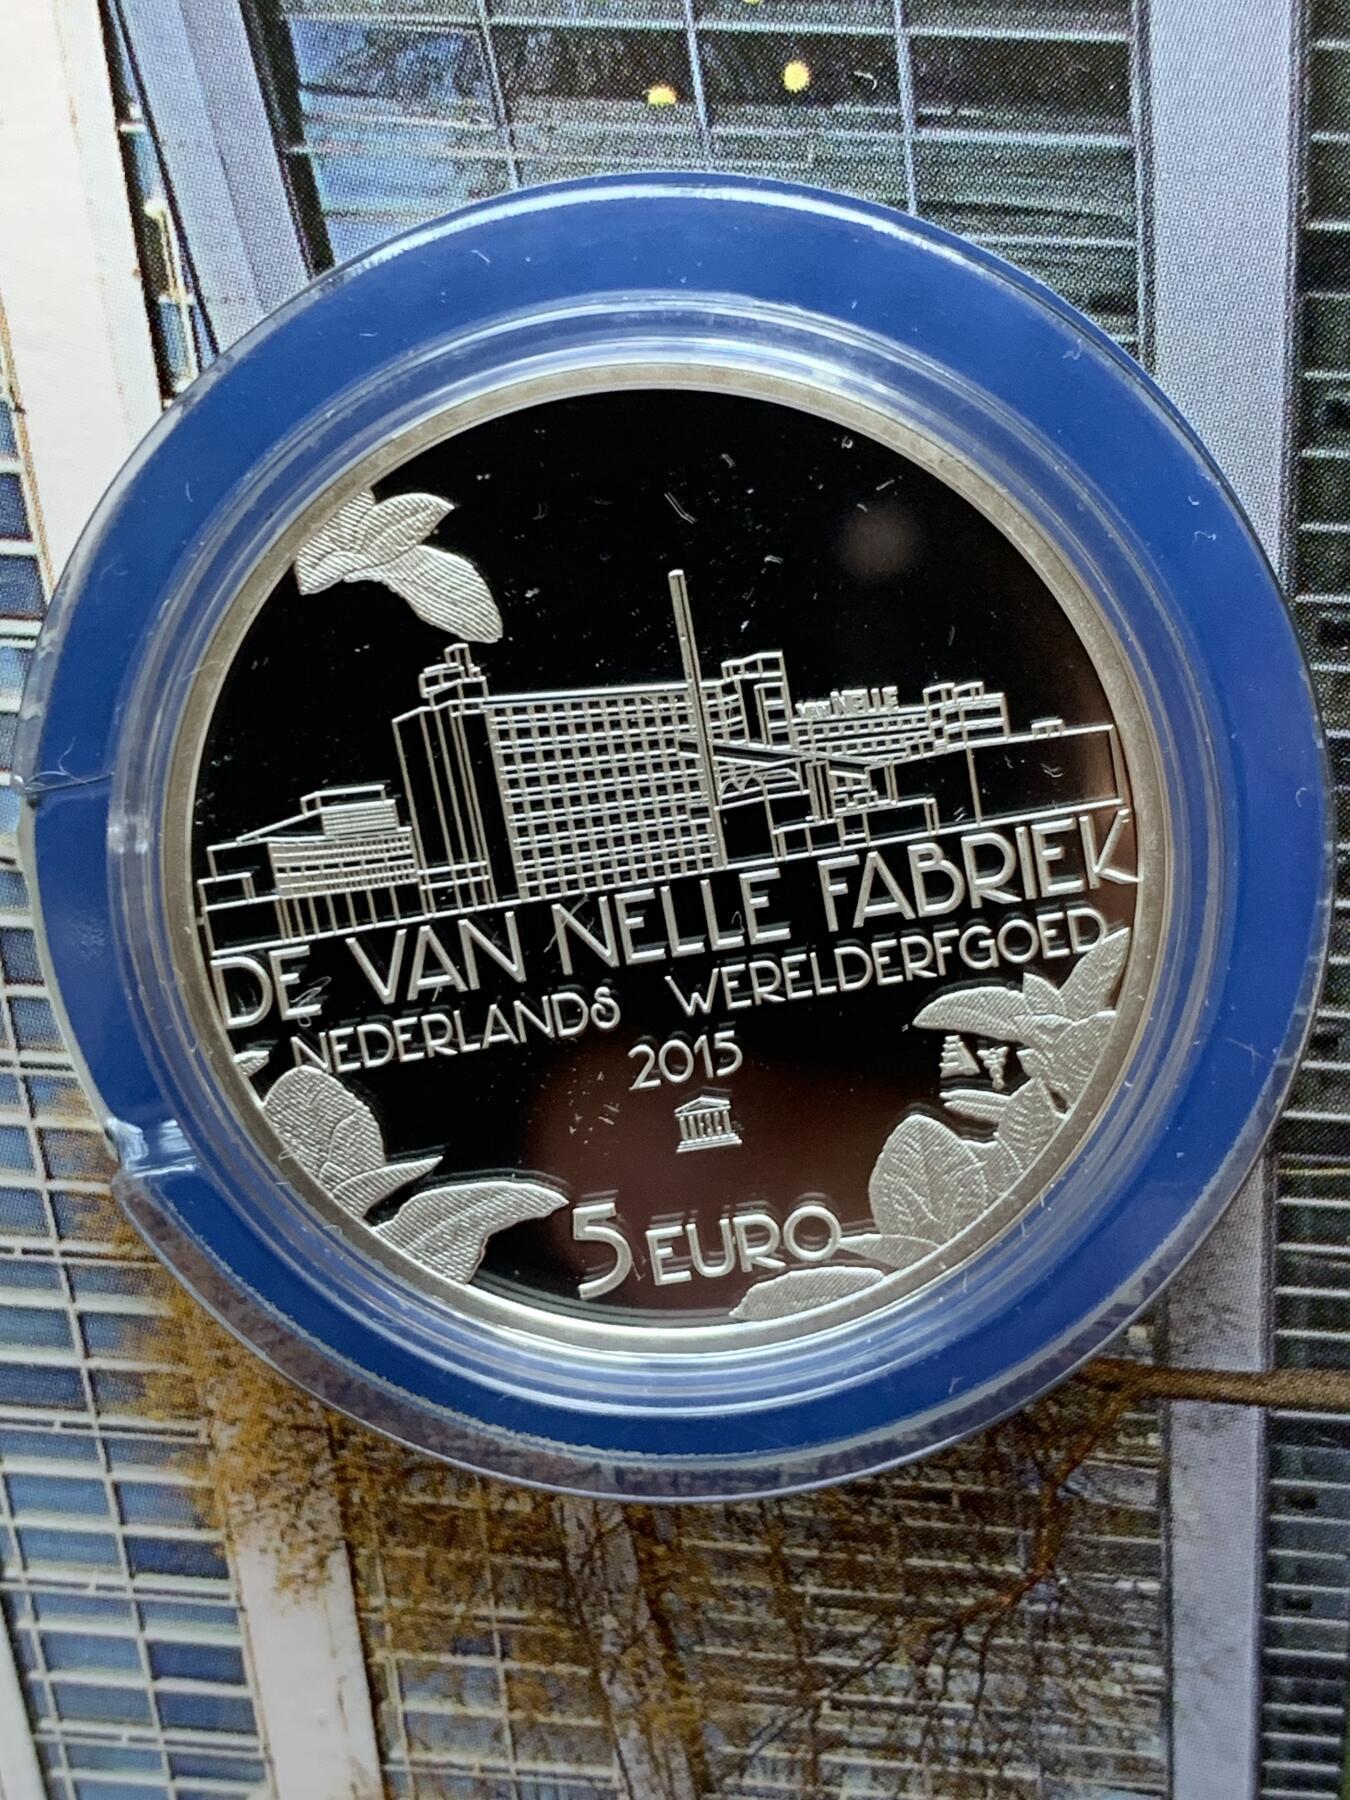 VAN NELLE
DE VAN NELLE FABRIEK
NEDERLANDS WERELDERFGOED
2015
5 EURO